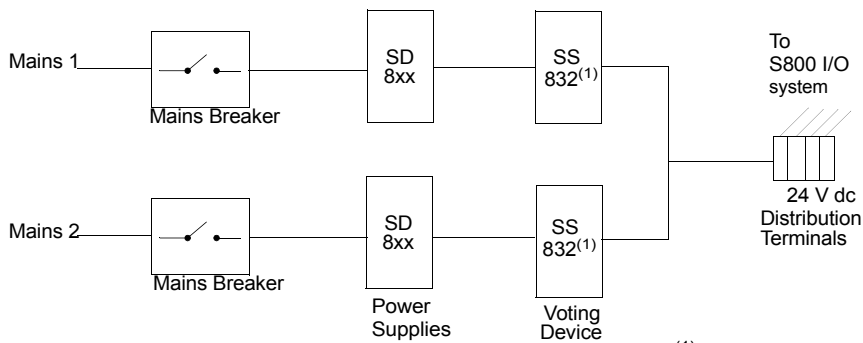 Mains 1
Mains Breaker
SD
8xx
SS
832(1)
To
S800 I/O
system
24 V dc
Distribution
Terminals
Mains 2
Mains Breaker
SD
8xx
Power
Supplies
SS
832(1)
Voting
Device
(1)